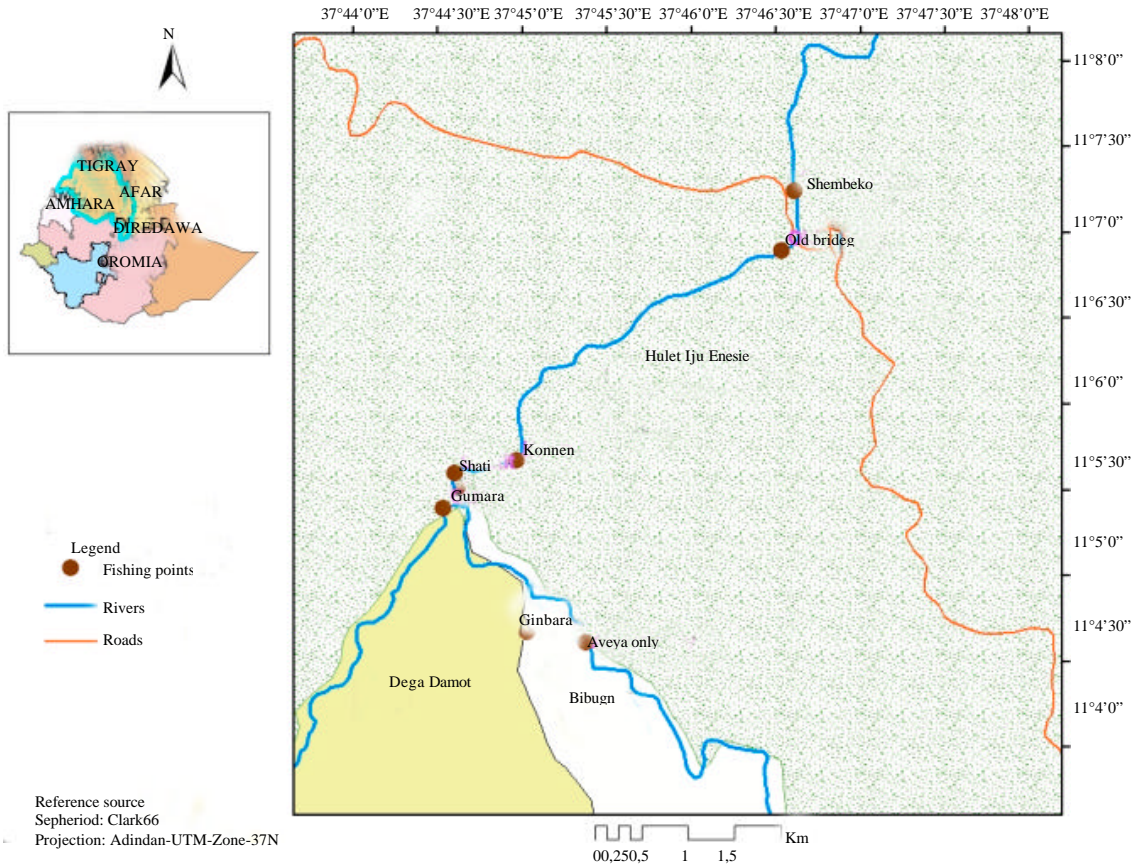 37°44’0”E 37°44’30”E 37°45’0”E 37°45’30”E 37°46’0”E 37°46’30”E 37°47’0”E 37°47’30”E 37°48’0”E
N
11°8’0”
11°7’30”
11°7’0”
11°6’30”
11°6’0”
11°5’30”
11°5’0”
11°4’30”
11°4’0”
TIGRAY
AFAR
AMHARA
DIREDAWA
OROMIA
Shembeko
Old brideg
Hulet Iju Enesie
Konnen
Shati
Gumara
Ginbara
Aveya only
Dega Damot
Bibugn
Legend
Fishing points
Rivers
Roads
Reference source
Sepheriod: Clark66
Projection: Adindan-UTM-Zone-37N
Km
00,250,5 1 1,5